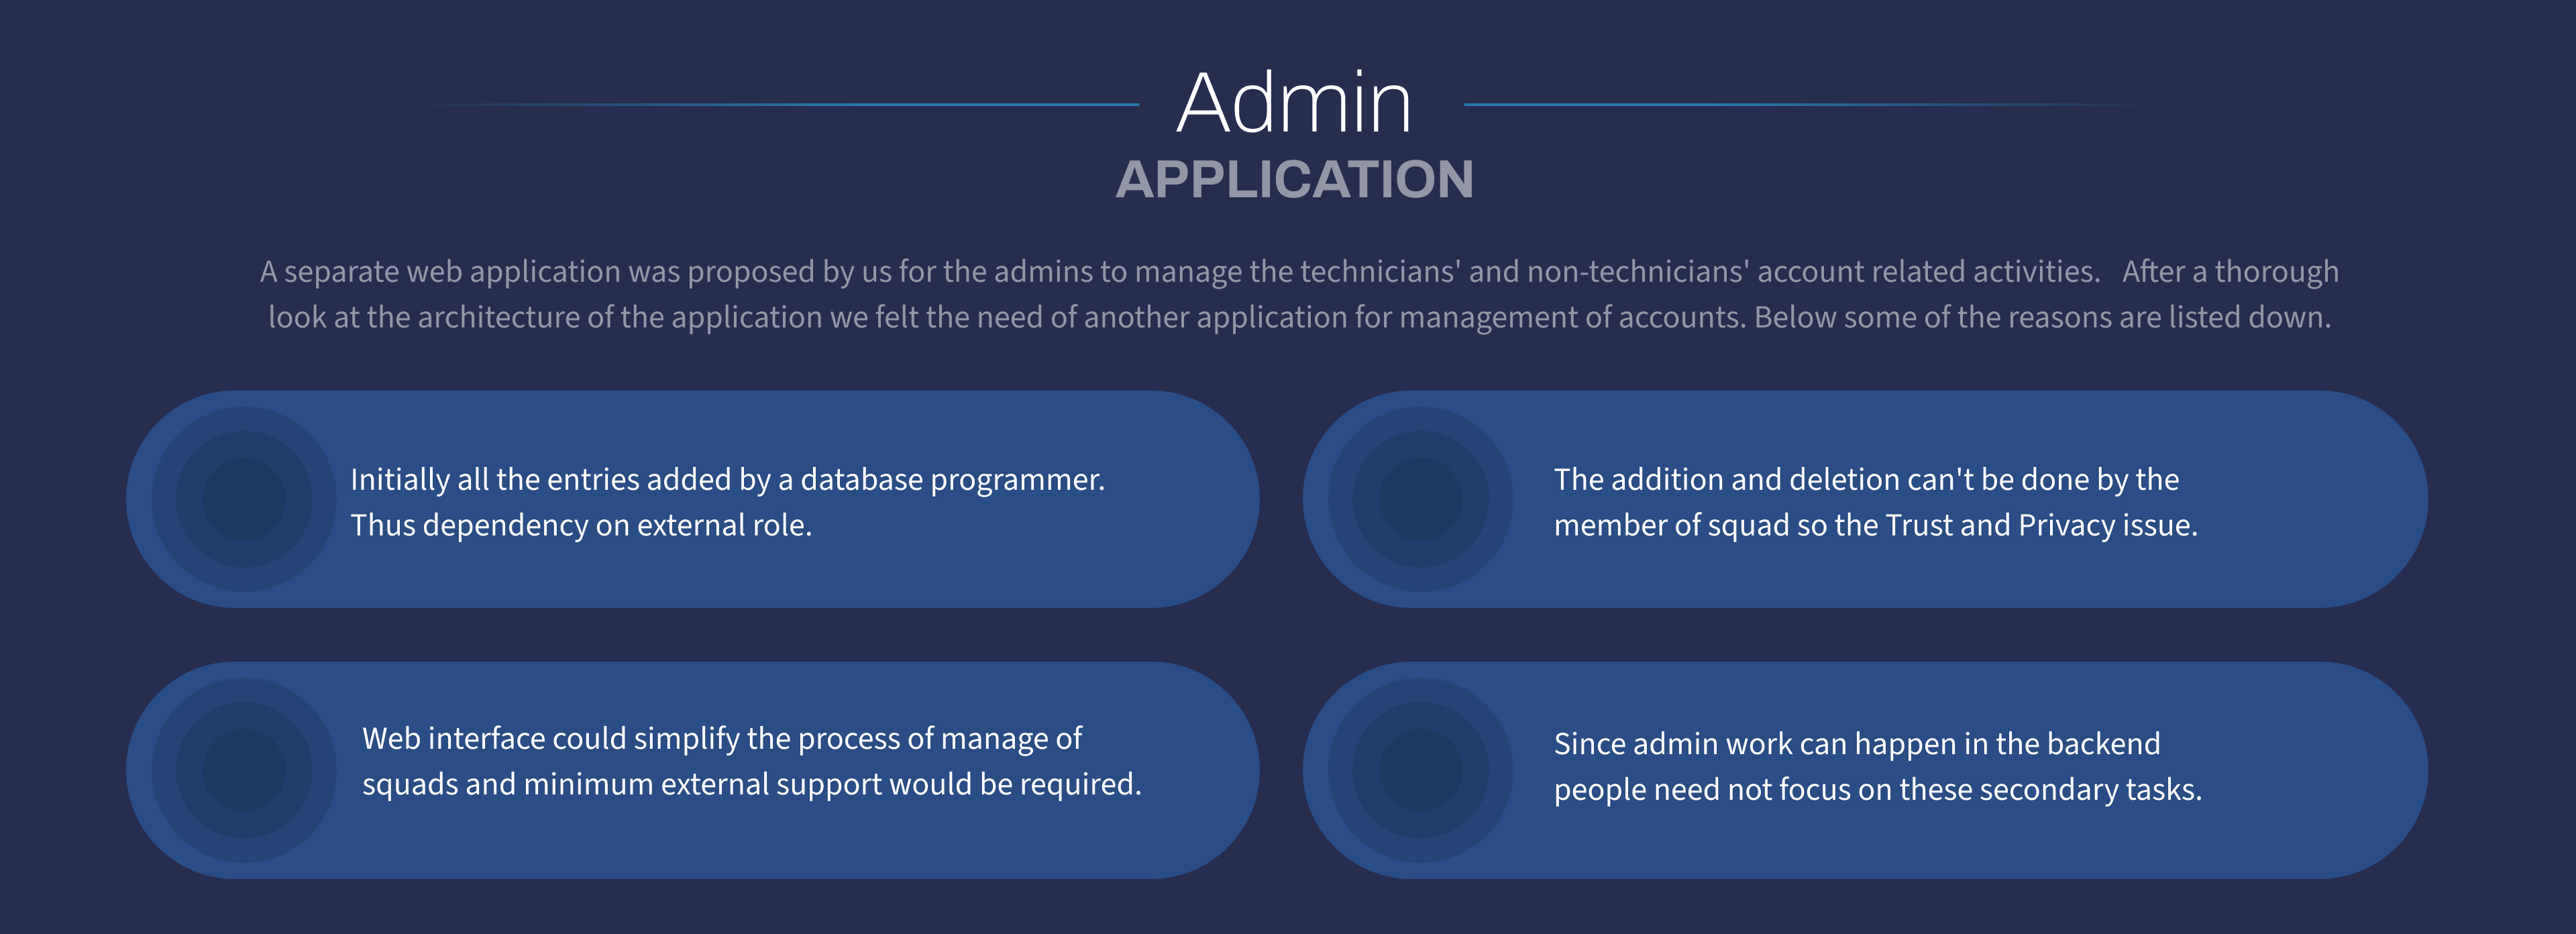 Admin
APPLICATION
A separate web application was proposed by us for the admins to manage the technicians' and non-technicians' account related activities.   After a thorough
look at the architecture of the application we felt the need of another application for management of accounts. Below some of the reasons are listed down.
Initially all the entries added by a database programmer.
Thus dependency on external role.
The addition and deletion can't be done by the
member of squad so the Trust and Privacy issue.
Web interface could simplify the process of manage of
squads and minimum external support would be required.
Since admin work can happen in the backend
people need not focus on these secondary tasks.